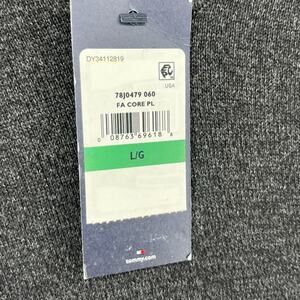 DY34112819
USA
78J0479 060
FA CORE PL
0 08763 69618 8
L/G
tommy.com